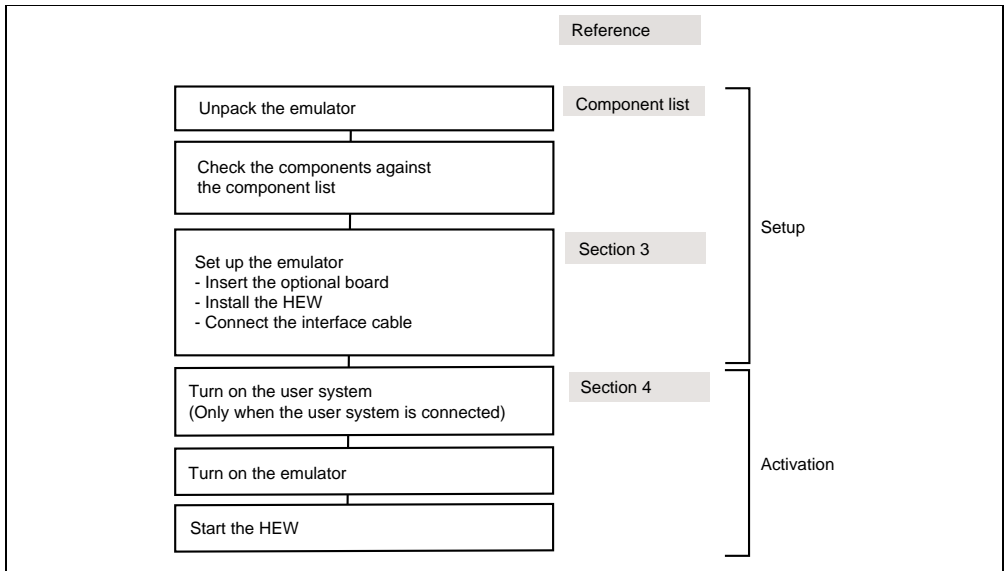 Reference
Unpack the emulator
Component list
Check the components against
the component list
Set up the emulator
- Insert the optional board
- Install the HEW
- Connect the interface cable
Section 3
Setup
Turn on the user system
(Only when the user system is connected)
Section 4
Turn on the emulator
Activation
Start the HEW